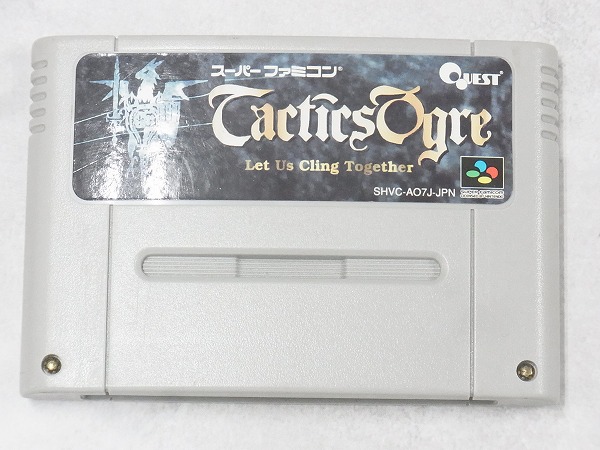 スーパーファミコン®
QUEST
TacticsOgre
Let Us Cling Together
SHVC-AO7J-JPN